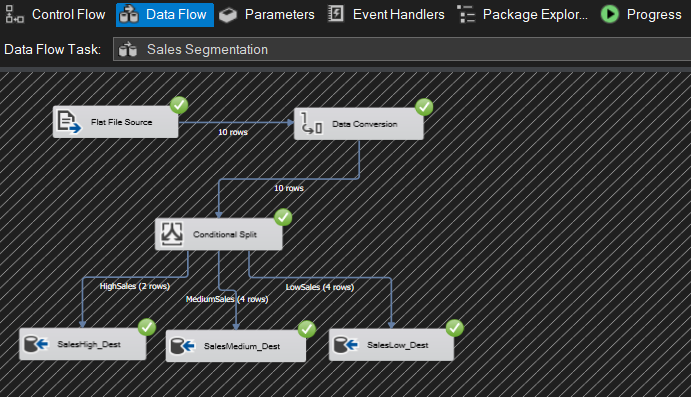 Control Flow
Data Flow
Parameters
Event Handlers
Package Explor...
Progress
Data Flow Task:
Sales Segmentation
Flat File Source
10 rows
Data Conversion
10 rows
Conditional Split
HighSales (2 rows)
MediumSales (4 rows)
LowSales (4 rows)
SalesHigh_Dest
SalesMedium_Dest
SalesLow_Dest